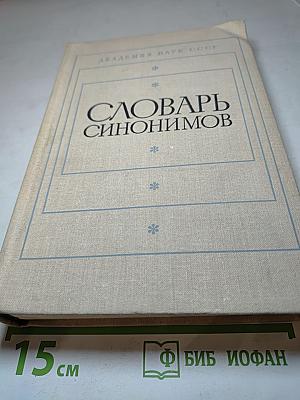 АКАДЕМИЯ НАУК СССР
СЛОВАРЬ
СИНОНИМОВ
15 СМ
Ф БИБ ИОФАН